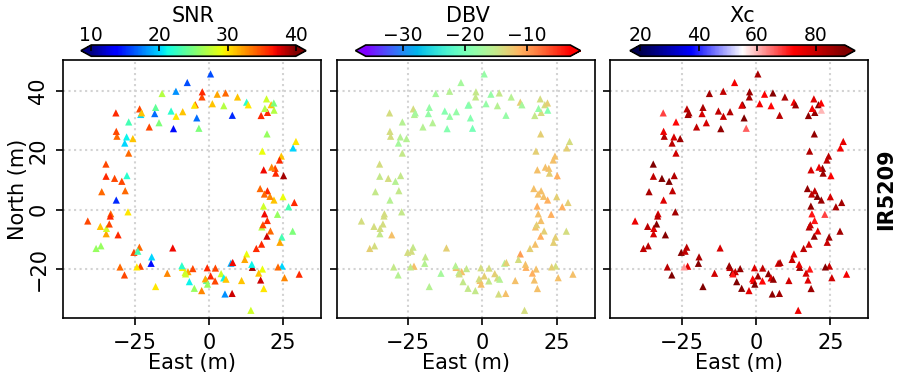 SNR DBV Xc
10 20 30 40 −30 −20 −10 20 40 60 80
40
20
0
−20
North (m)
−25 0 25 −25 0 25 −25 0 25
East (m) East (m) East (m)
IR5209